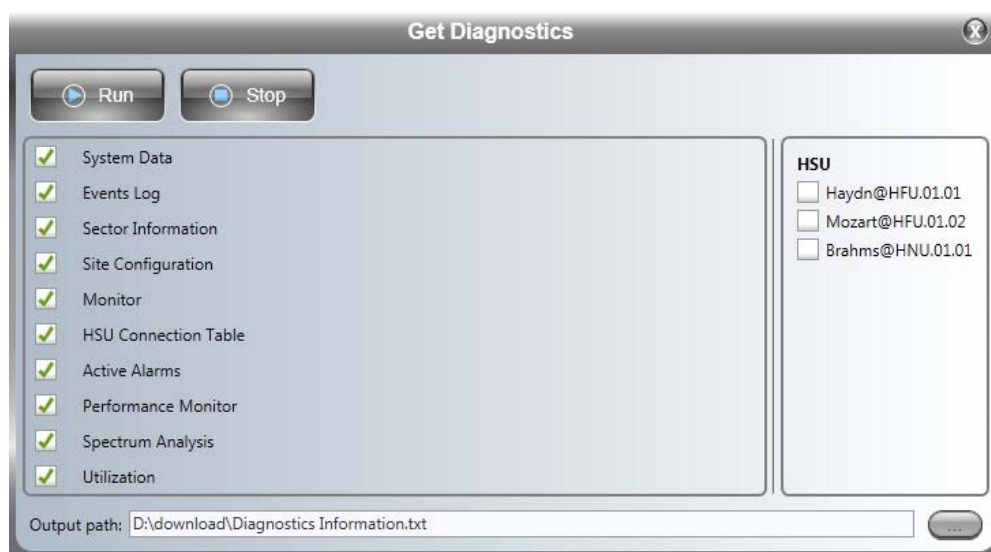 Get Diagnostics
X
Run
Stop
System Data
Events Log
Sector Information
Site Configuration
Monitor
HSU Connection Table
Active Alarms
Performance Monitor
Spectrum Analysis
Utilization
HSU
Haydn@HFU.01.01
Mozart@HFU.01.02
Brahms@HNU.01.01
Output path: D:\download\Diagnostics Information.txt
...